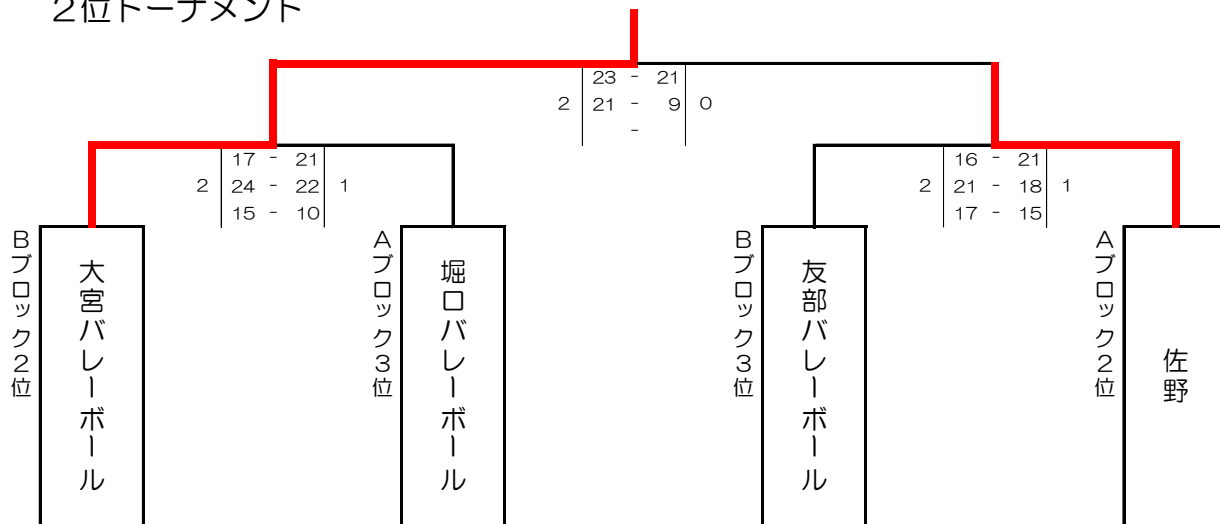 2位トーナメント
23 - 21
2 21 - 9 0
-
17 - 21
2 24 - 22 1
15 - 10
16 - 21
2 21 - 18 1
17 - 15
Bブロック2位
大宮バレーボール
Aブロック3位
堀口バレーボール
Bブロック3位
友部バレーボール
Aブロック2位
佐野